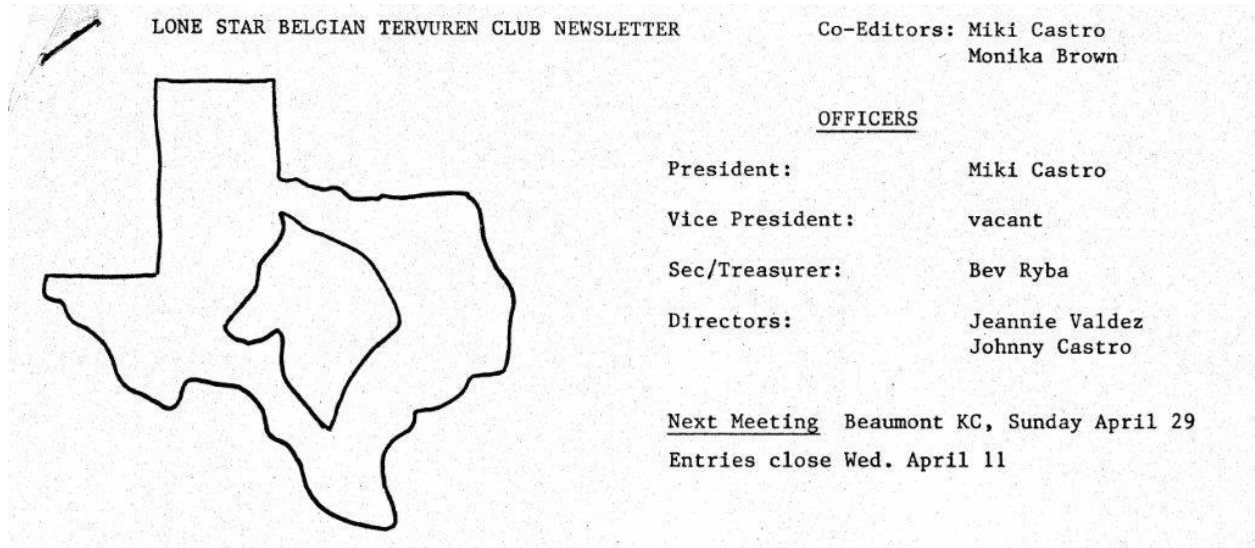 LONE STAR BELGIAN TERVUREN CLUB NEWSLETTER
Co-Editors: Miki Castro
Monika Brown
OFFICERS
President: Miki Castro
Vice President: vacant
Sec/Treasurer: Bev Ryba
Directors: Jeannie Valdez
Johnny Castro
Next Meeting Beaumont KC, Sunday April 29
Entries close Wed. April 11